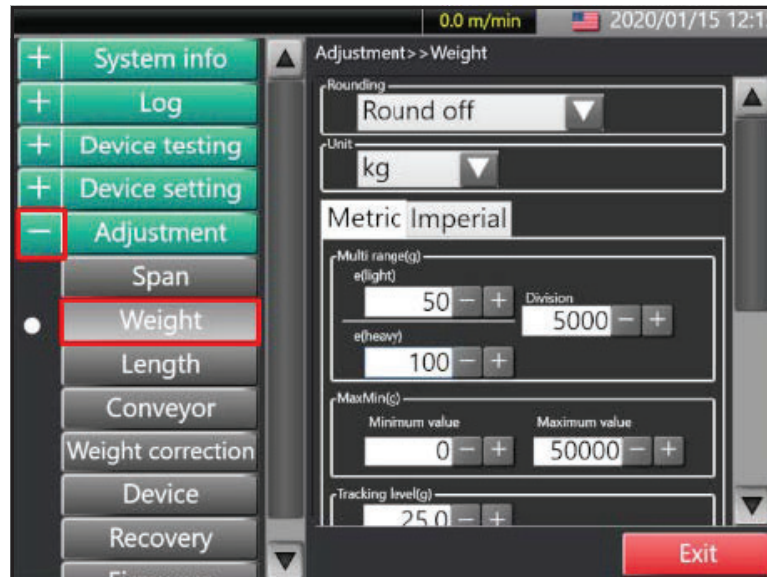 0.0 m/min 2020/01/15 12:1
+ System info
+ Log
+ Device testing
+ Device setting
− Adjustment
Span
Weight
Length
Conveyor
Weight correction
Device
Recovery
Adjustment>>Weight
Rounding
Round off
Unit
kg
Metric Imperial
Multi range(g)
e(light)
50 − +
Division
5000 − +
e(heavy)
100 − +
MaxMin(g)
Minimum value Maximum value
0 − + 50000 − +
Tracking level(g)
25.0 − +
Exit